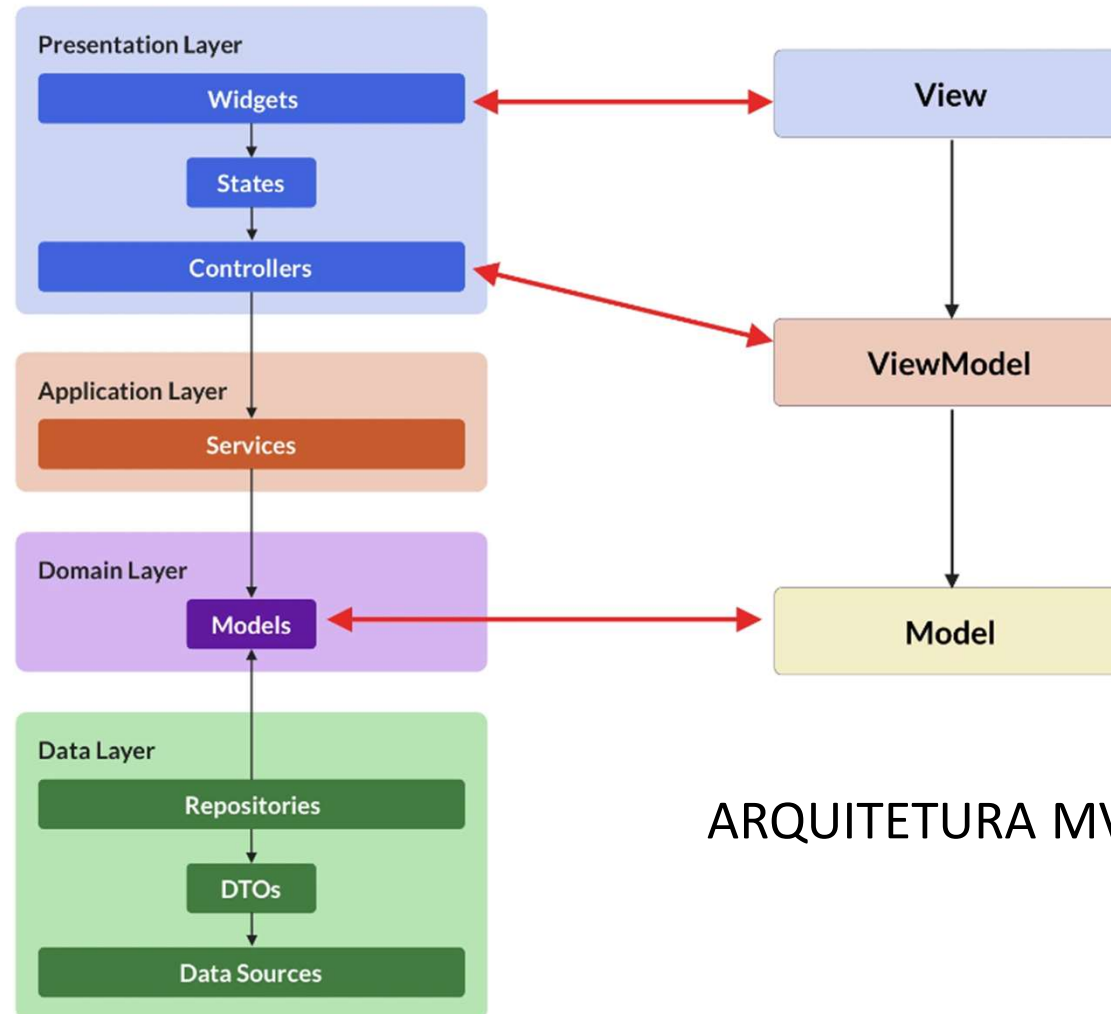 Presentation Layer
Widgets
States
Controllers
Application Layer
Services
Domain Layer
Models
Data Layer
Repositories
DTOs
Data Sources
View
ViewModel
Model
ARQUITETURA